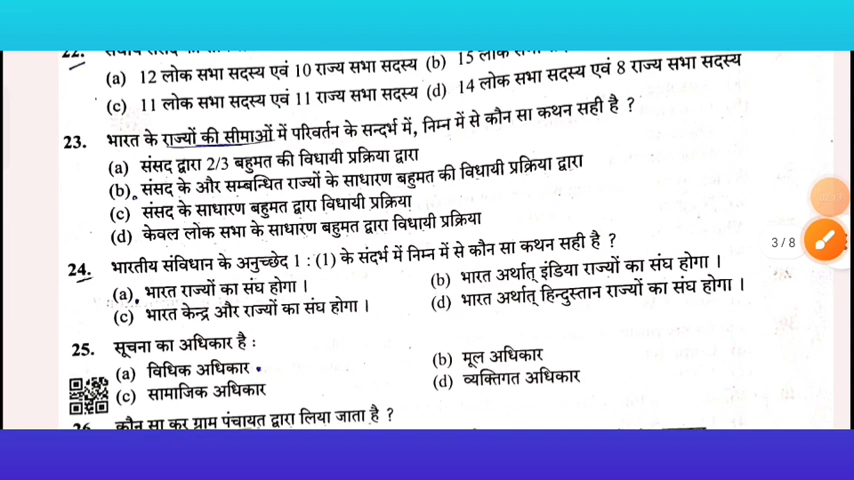 22.
(a) 12 लोक सभा सदस्य एवं 10 राज्य सभा सदस्य (b) 15 लोक
(c) 11 लोक सभा सदस्य एवं 11 राज्य सभा सदस्य (d) 14 लोक सभा सदस्य एवं 8 राज्य सभा सदस्य
23. भारत के राज्यों की सीमाओं में परिवर्तन के सन्दर्भ में, निम्न में से कौन सा कथन सही है ?
(a) संसद द्वारा 2/3 बहुमत की विधायी प्रक्रिया द्वारा
(b) संसद के और सम्बन्धित राज्यों के साधारण बहुमत की विधायी प्रक्रिया द्वारा
(c) संसद के साधारण बहुमत द्वारा विधायी प्रक्रिया
(d) केवल लोक सभा के साधारण बहुमत द्वारा विधायी प्रक्रिया
3 / 8
24. भारतीय संविधान के अनुच्छेद 1 : (1) के संदर्भ में निम्न में से कौन सा कथन सही है ?
(a) भारत राज्यों का संघ होगा । (b) भारत अर्थात् इंडिया राज्यों का संघ होगा ।
(c) भारत केन्द्र और राज्यों का संघ होगा । (d) भारत अर्थात् हिन्दुस्तान राज्यों का संघ होगा ।
25. सूचना का अधिकार है :
(a) विधिक अधिकार (b) मूल अधिकार
(c) सामाजिक अधिकार (d) व्यक्तिगत अधिकार
26. कौन सा कर ग्राम पंचायत द्वारा लिया जाता है ?